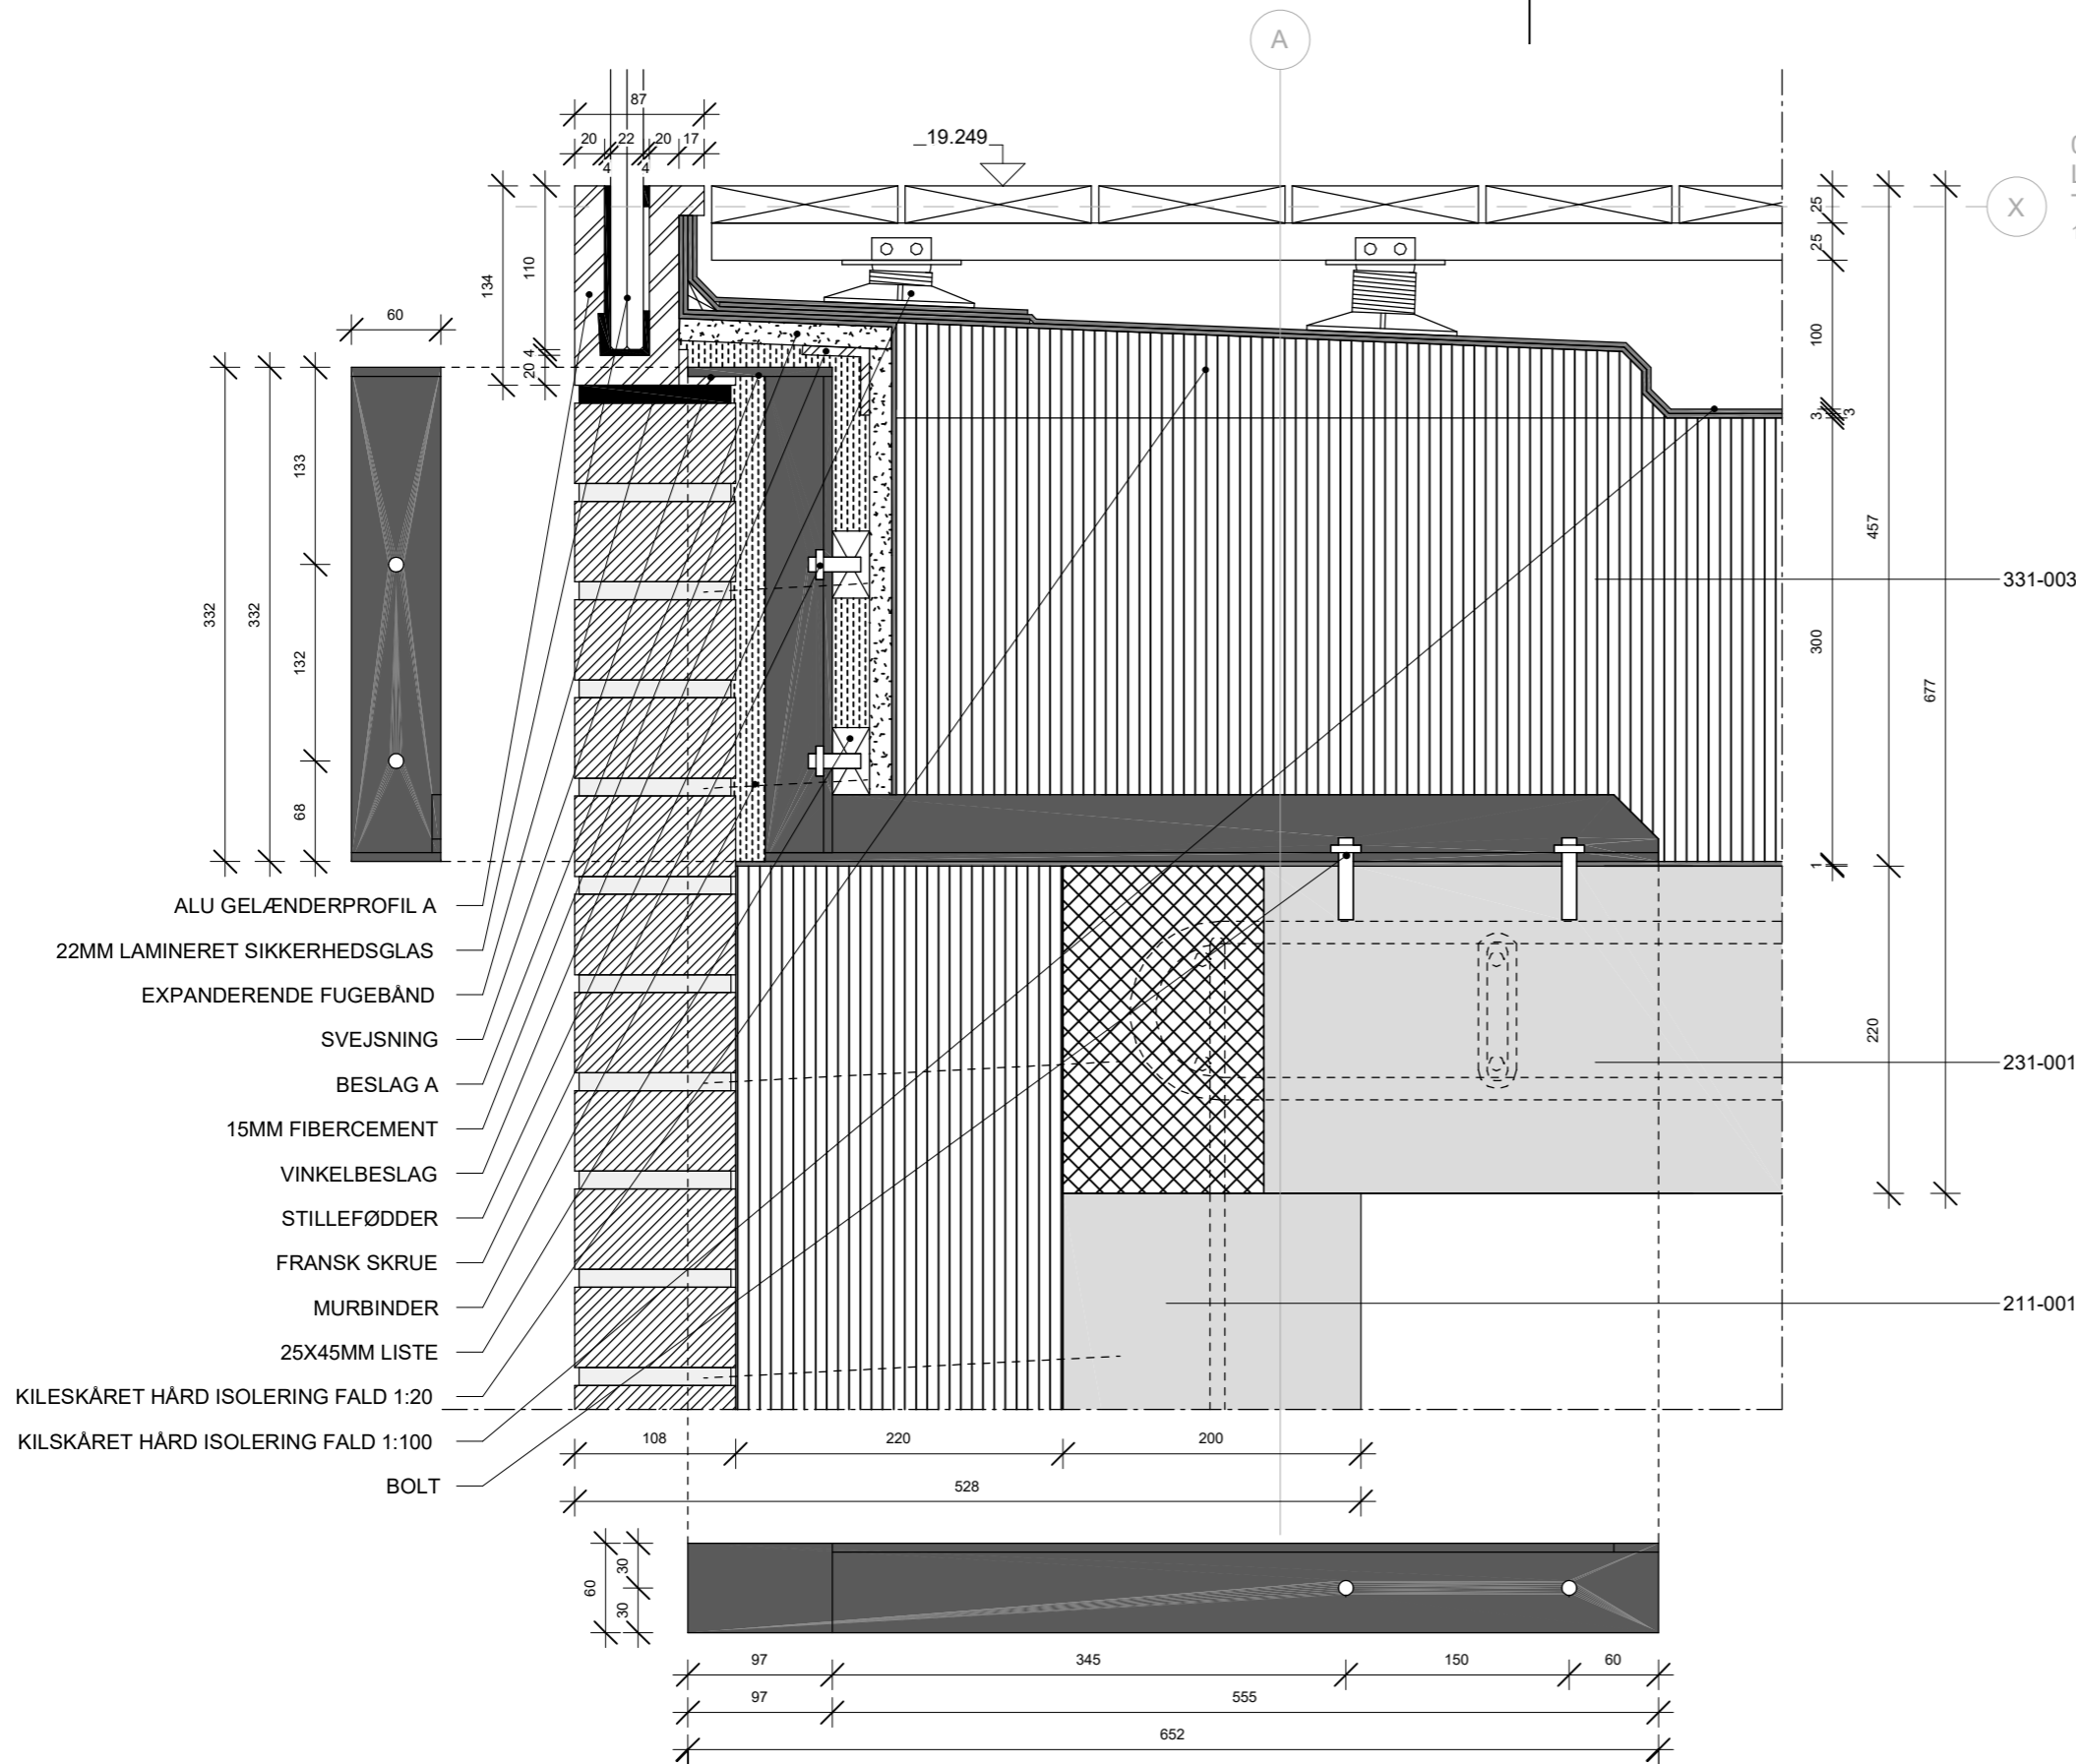 A
87
20 22 20 17
4 4
19.249
X
25
25
100
3
3
300
1
457
220
677
134
110
4
20
60
332
332
133
132
68
331-003
231-001
211-001
ALU GELÆNDERPROFIL A
22MM LAMINERET SIKKERHEDSGLAS
EXPANDERENDE FUGEBÅND
SVEJSNING
BESLAG A
15MM FIBERCEMENT
VINKELBESLAG
STILLEFØDDER
FRANSK SKRUE
MURBINDER
25X45MM LISTE
KILESKÅRET HÅRD ISOLERING FALD 1:20
KILSKÅRET HÅRD ISOLERING FALD 1:100
BOLT
108 220 200
528
60
30
30
97 345 150 60
97 555
652